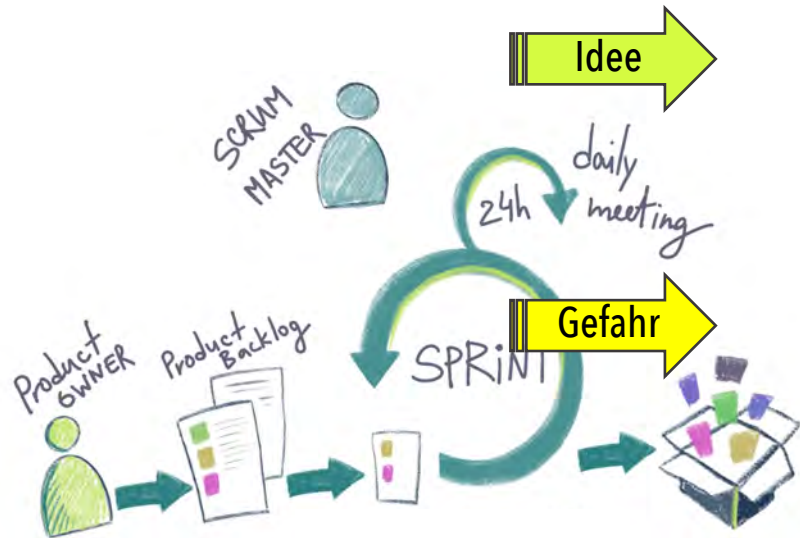 Idee
SCRUM
MASTER
daily
24h meeting
Gefahr
SPRiNT
Product
OWNER
Product
Backlog